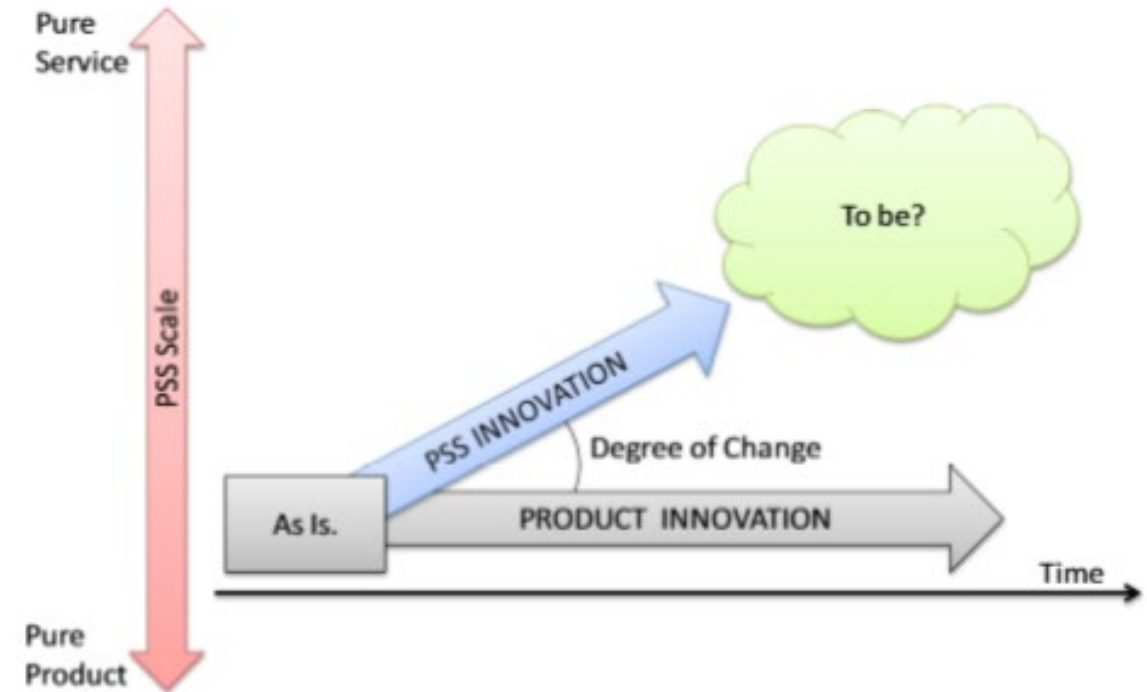 Pure
Service
To be?
PSS Scale
PSS INNOVATION
Degree of Change
As Is.
PRODUCT INNOVATION
Time
Pure
Product